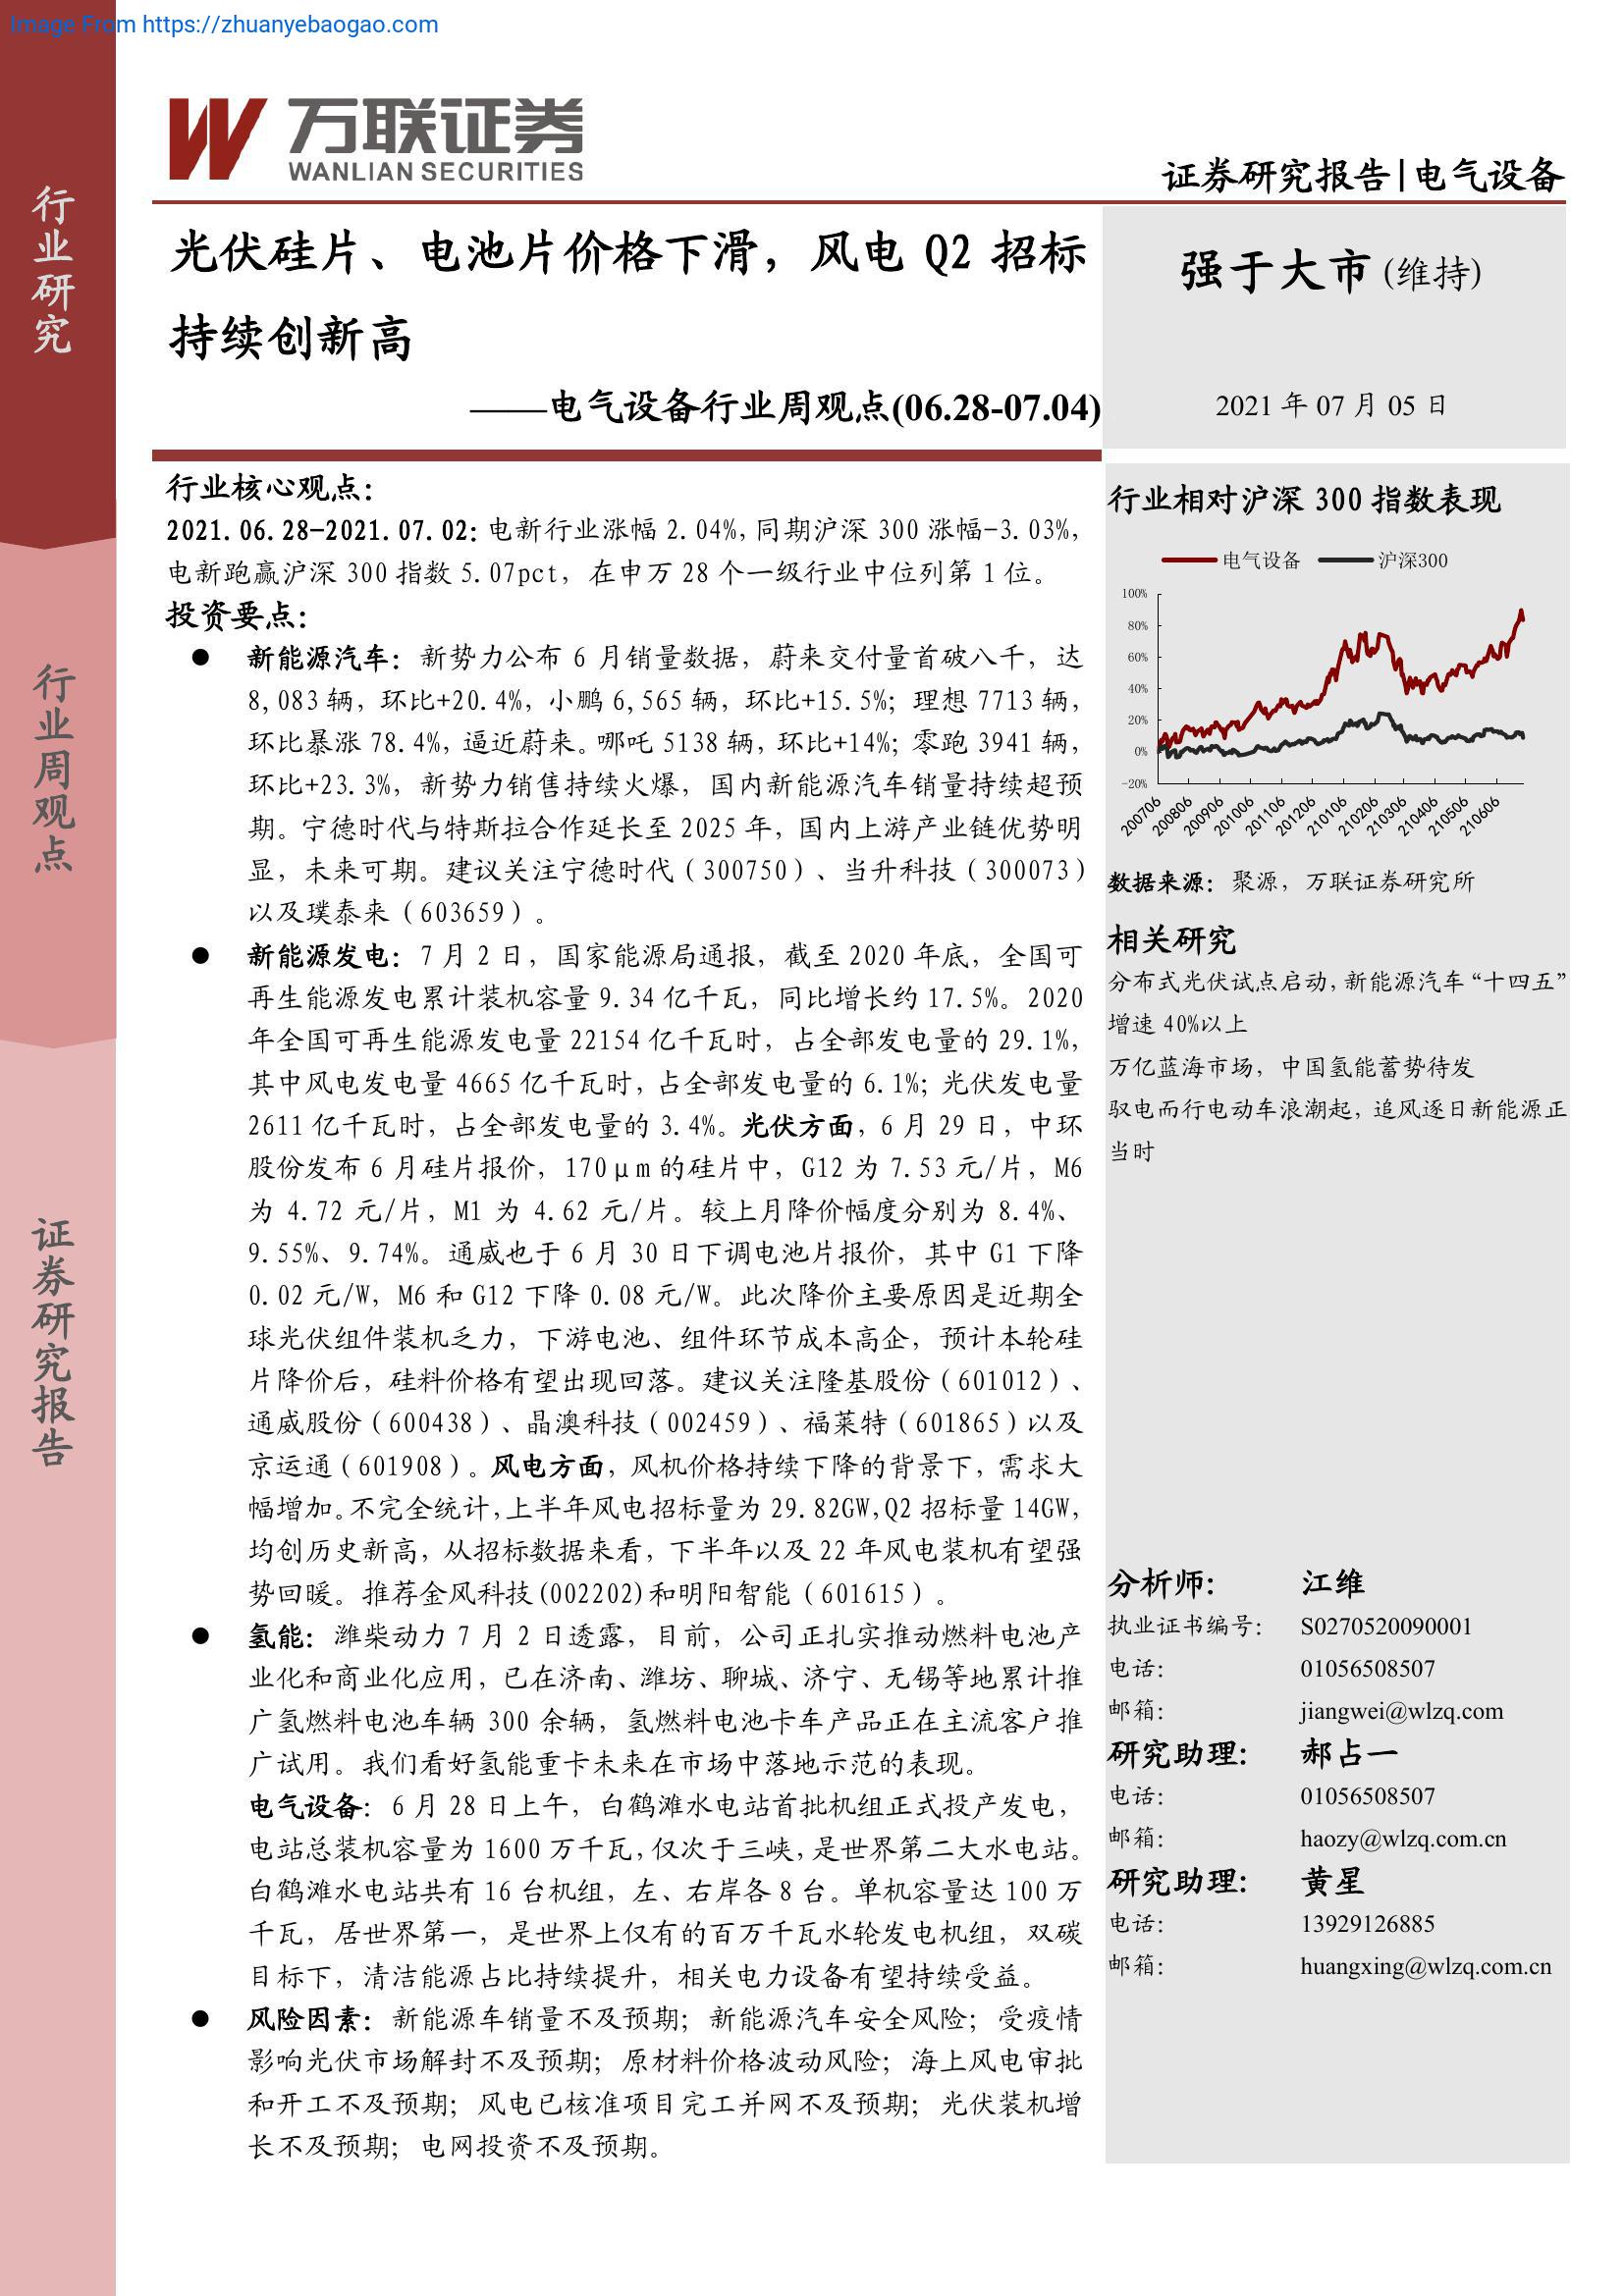 Image From https://zhuanyebaogao.com
万联证券
WANLIAN SECURITIES
证券研究报告|电气设备
行业研究
行业周观点
证券研究报告
光伏硅片、电池片价格下滑，风电 Q2 招标
持续创新高
——电气设备行业周观点(06.28-07.04)
强于大市(维持)
2021 年 07 月 05 日
行业核心观点：
2021.06.28-2021.07.02：电新行业涨幅 2.04%，同期沪深 300 涨幅-3.03%，
电新跑赢沪深 300 指数 5.07pct，在申万 28 个一级行业中位列第 1 位。
投资要点：
● 新能源汽车：新势力公布 6 月销量数据，蔚来交付量首破八千，达
8,083 辆，环比+20.4%，小鹏 6,565 辆，环比+15.5%；理想 7713 辆，
环比暴涨 78.4%，逼近蔚来。哪吒 5138 辆，环比+14%；零跑 3941 辆，
环比+23.3%，新势力销售持续火爆，国内新能源汽车销量持续超预
期。宁德时代与特斯拉合作延长至 2025 年，国内上游产业链优势明
显，未来可期。建议关注宁德时代（300750）、当升科技（300073）
以及璞泰来（603659）。
● 新能源发电：7 月 2 日，国家能源局通报，截至 2020 年底，全国可
再生能源发电累计装机容量 9.34 亿千瓦，同比增长约 17.5%。2020
年全国可再生能源发电量 22154 亿千瓦时，占全部发电量的 29.1%，
其中风电发电量 4665 亿千瓦时，占全部发电量的 6.1%；光伏发电量
2611 亿千瓦时，占全部发电量的 3.4%。光伏方面，6 月 29 日，中环
股份发布 6 月硅片报价，170μm 的硅片中，G12 为 7.53 元/片，M6
为 4.72 元/片，M1 为 4.62 元/片。较上月降价幅度分别为 8.4%、
9.55%、9.74%。通威也于 6 月 30 日下调电池片报价，其中 G1 下降
0.02 元/W，M6 和 G12 下降 0.08 元/W。此次降价主要原因是近期全
球光伏组件装机乏力，下游电池、组件环节成本高企，预计本轮硅
片降价后，硅料价格有望出现回落。建议关注隆基股份（601012）、
通威股份（600438）、晶澳科技（002459）、福莱特（601865）以及
京运通（601908）。风电方面，风机价格持续下降的背景下，需求大
幅增加。不完全统计，上半年风电招标量为 29.82GW，Q2 招标量 14GW，
均创历史新高，从招标数据来看，下半年以及 22 年风电装机有望强
势回暖。推荐金风科技(002202)和明阳智能（601615）。
● 氢能：潍柴动力 7 月 2 日透露，目前，公司正扎实推动燃料电池产
业化和商业化应用，已在济南、潍坊、聊城、济宁、无锡等地累计推
广氢燃料电池车辆 300 余辆，氢燃料电池卡车产品正在主流客户推
广试用。我们看好氢能重卡未来在市场中落地示范的表现。
电气设备：6 月 28 日上午，白鹤滩水电站首批机组正式投产发电，
电站总装机容量为 1600 万千瓦，仅次于三峡，是世界第二大水电站。
白鹤滩水电站共有 16 台机组，左、右岸各 8 台。单机容量达 100 万
千瓦，居世界第一，是世界上仅有的百万千瓦水轮发电机组，双碳
目标下，清洁能源占比持续提升，相关电力设备有望持续受益。
● 风险因素：新能源车销量不及预期；新能源汽车安全风险；受疫情
影响光伏市场解封不及预期；原材料价格波动风险；海上风电审批
和开工不及预期；风电已核准项目完工并网不及预期；光伏装机增
长不及预期；电网投资不及预期。
行业相对沪深 300 指数表现
电气设备 沪深300
100%
80%
60%
40%
20%
0%
-20%
200706 200806 200906 201006 201106 201206 210106 210206 210306 210406 210506 210606
数据来源：聚源，万联证券研究所
相关研究
分布式光伏试点启动，新能源汽车“十四五”
增速 40%以上
万亿蓝海市场，中国氢能蓄势待发
驭电而行电动车浪潮起，追风逐日新能源正
当时
分析师： 江维
执业证书编号： S0270520090001
电话： 01056508507
邮箱： jiangwei@wlzq.com
研究助理： 郝占一
电话： 01056508507
邮箱： haozy@wlzq.com.cn
研究助理： 黄星
电话： 13929126885
邮箱： huangxing@wlzq.com.cn